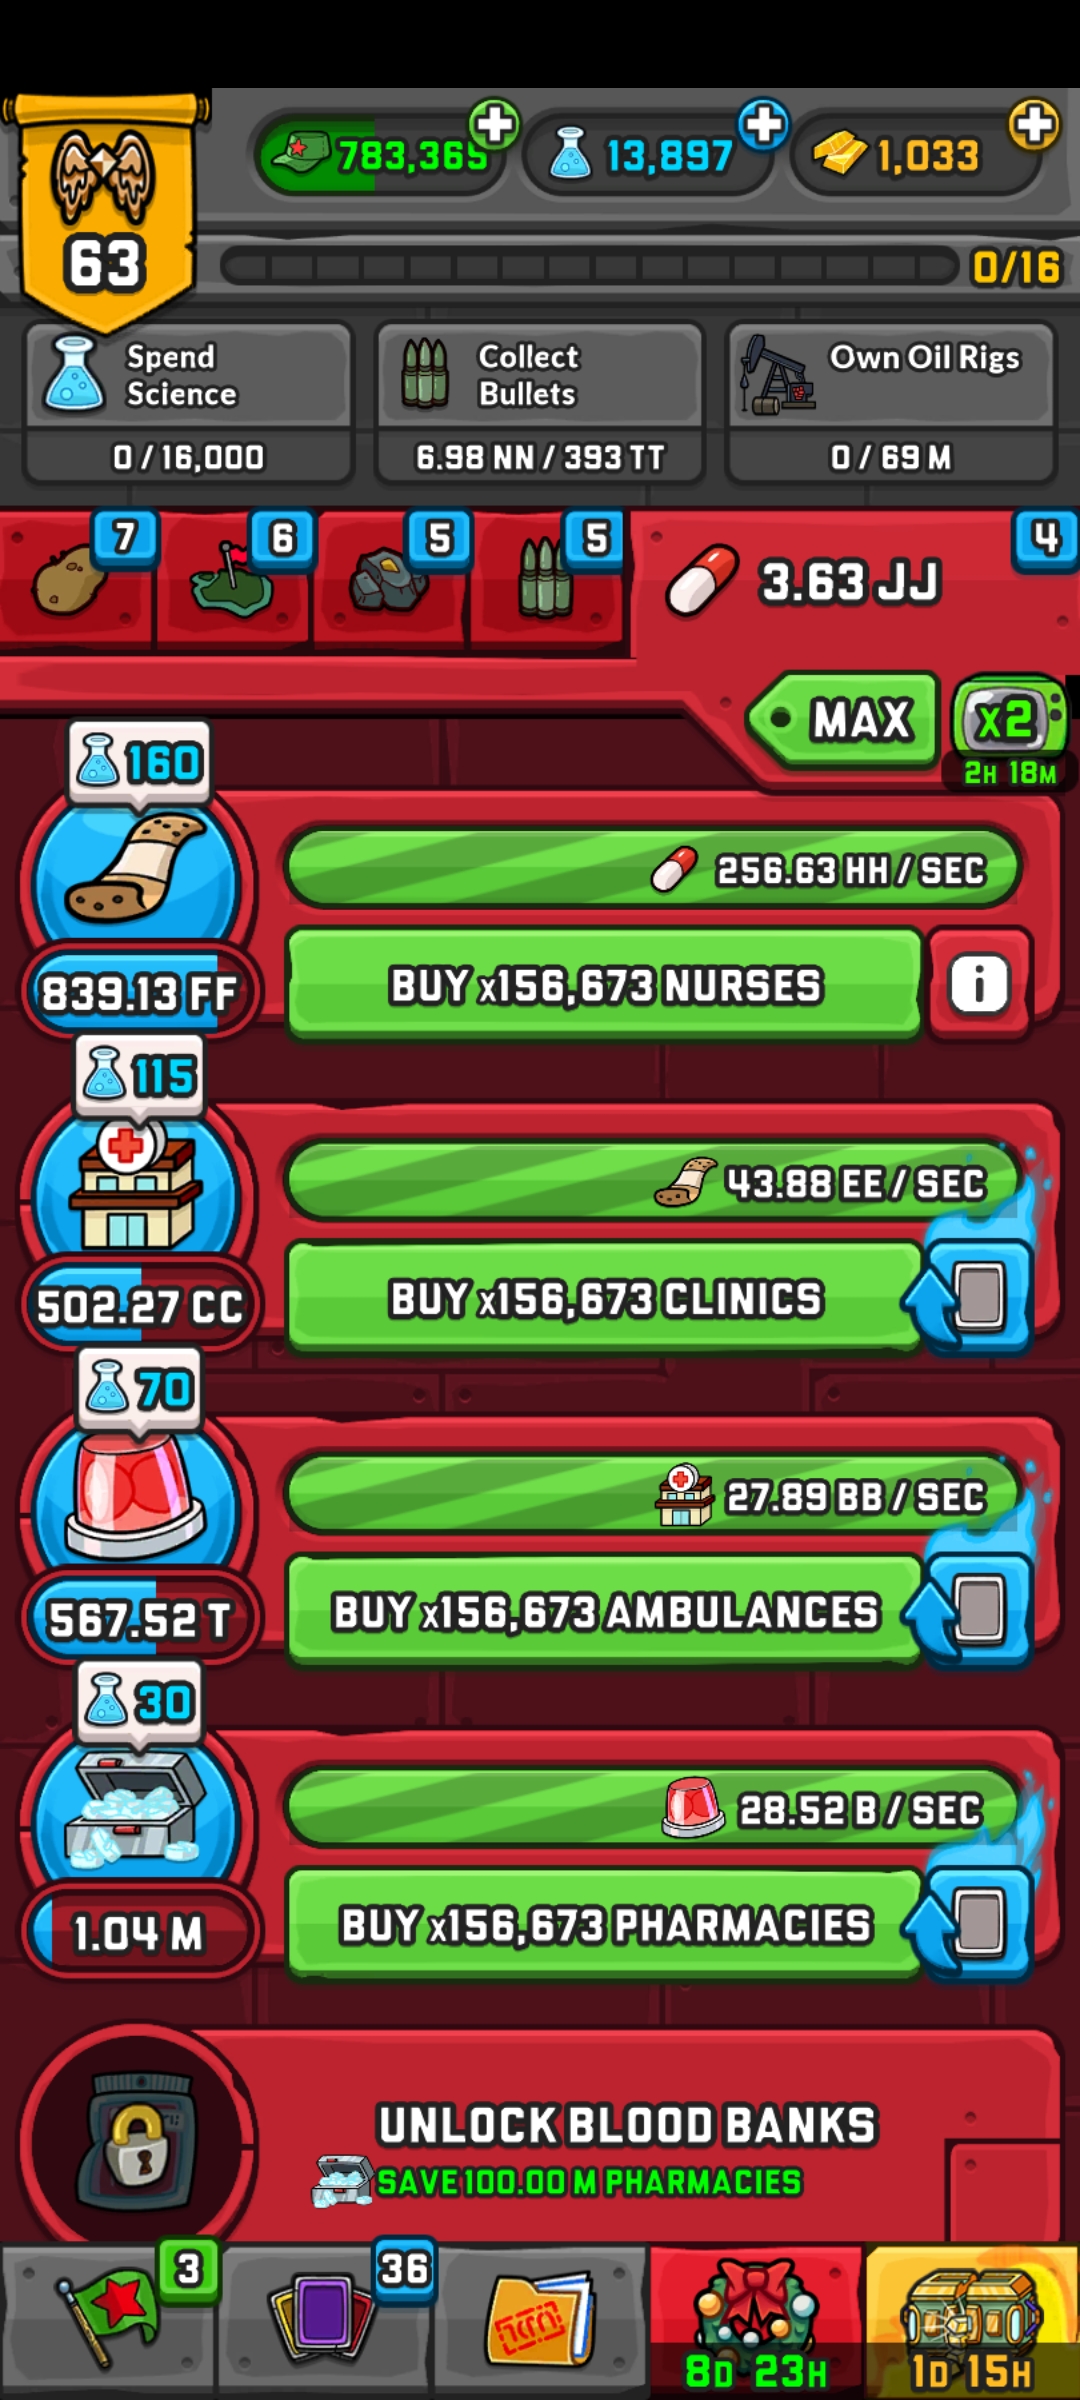 783,365
13,897
1,033
63
0/16
Spend
Science
0 / 16,000
Collect
Bullets
6.98 NN / 393 TT
Own Oil Rigs
0 / 69 M
7
6
5
5
4
3.63 JJ
MAX
x2
2H 18M
160
256.63 HH / SEC
839.13 FF
BUY x156,673 NURSES
i
115
43.88 EE / SEC
502.27 CC
BUY x156,673 CLINICS
70
27.89 BB / SEC
567.52 T
BUY x156,673 AMBULANCES
30
28.52 B / SEC
1.04 M
BUY x156,673 PHARMACIES
UNLOCK BLOOD BANKS
SAVE 100.00 M PHARMACIES
3
36
8D 23H
1D 15H